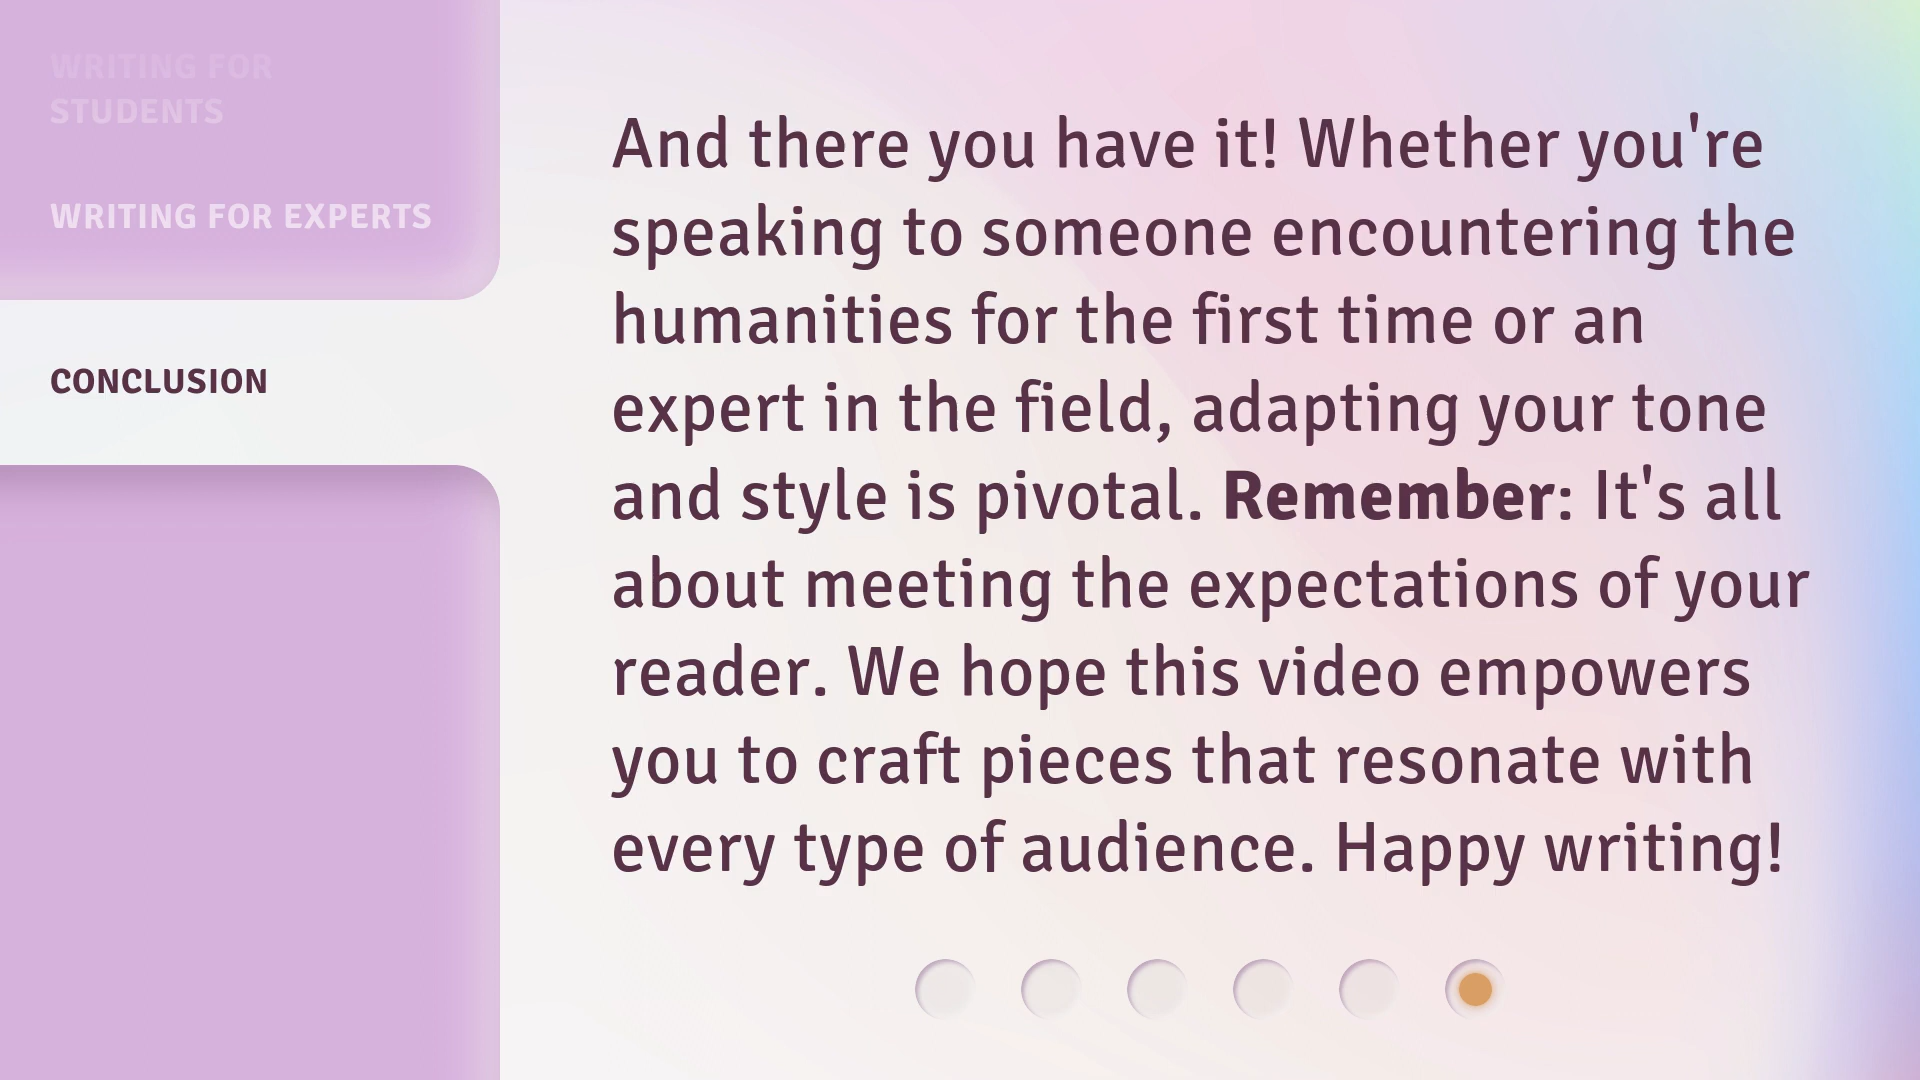 WRITING FOR
STUDENTS
WRITING FOR EXPERTS
CONCLUSION
And there you have it! Whether you're
speaking to someone encountering the
humanities for the first time or an
expert in the field, adapting your tone
and style is pivotal. Remember: It's all
about meeting the expectations of your
reader. We hope this video empowers
you to craft pieces that resonate with
every type of audience. Happy writing!